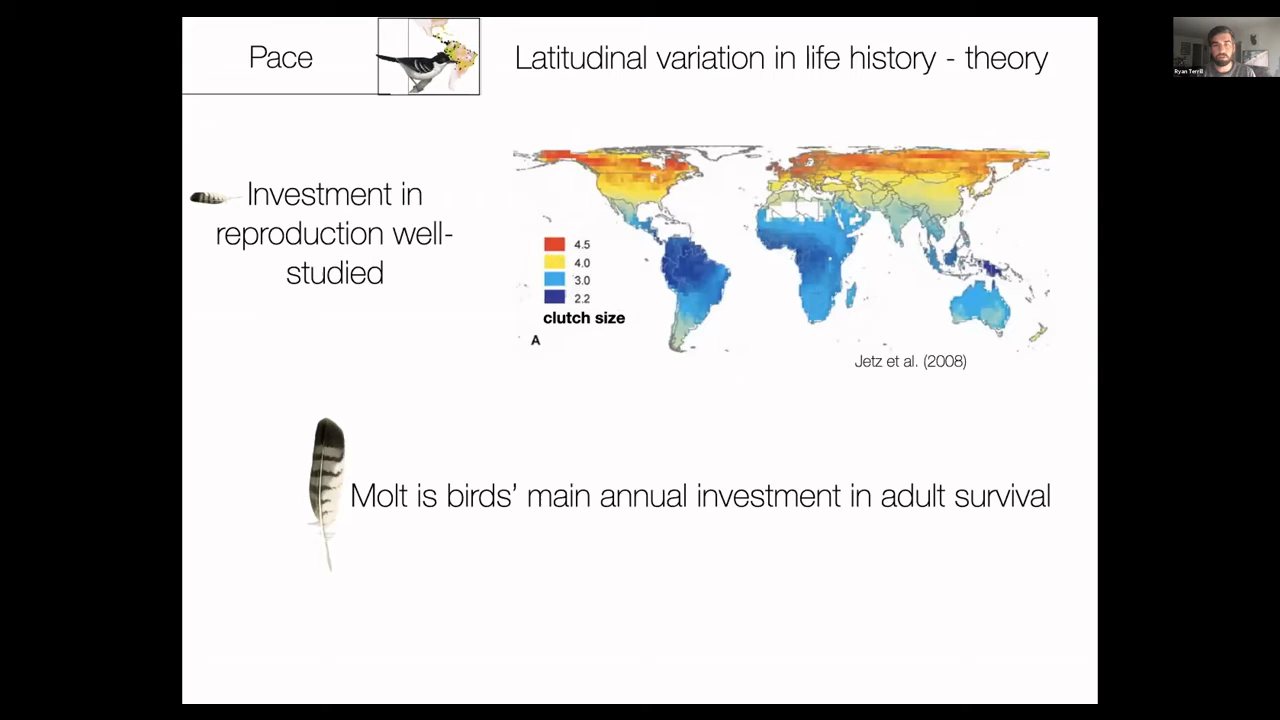 Pace
Latitudinal variation in life history - theory
Ryan Terrill
Investment in
reproduction well-
studied
4.5
4.0
3.0
2.2
clutch size
A
Jetz et al. (2008)
Molt is birds’ main annual investment in adult survival